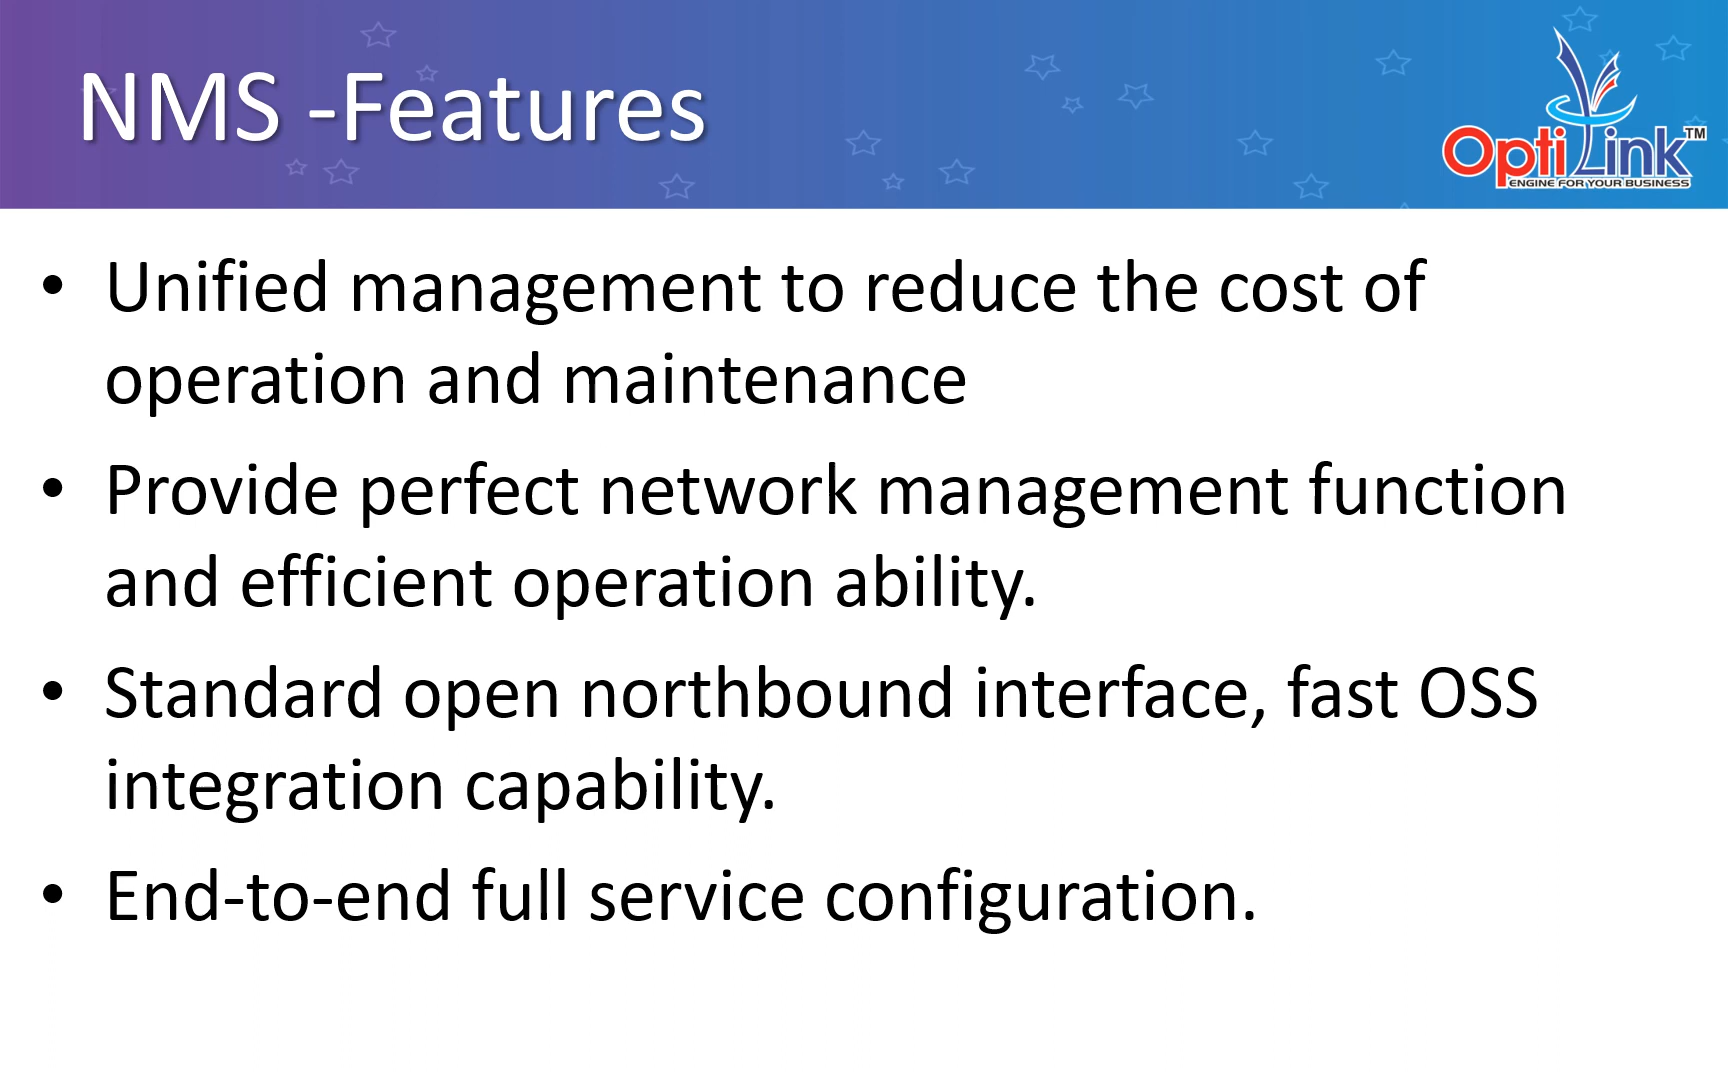 NMS -Features
OptiLink™
ENGINE FOR YOUR BUSINESS
• Unified management to reduce the cost of
operation and maintenance
• Provide perfect network management function
and efficient operation ability.
• Standard open northbound interface, fast OSS
integration capability.
• End-to-end full service configuration.